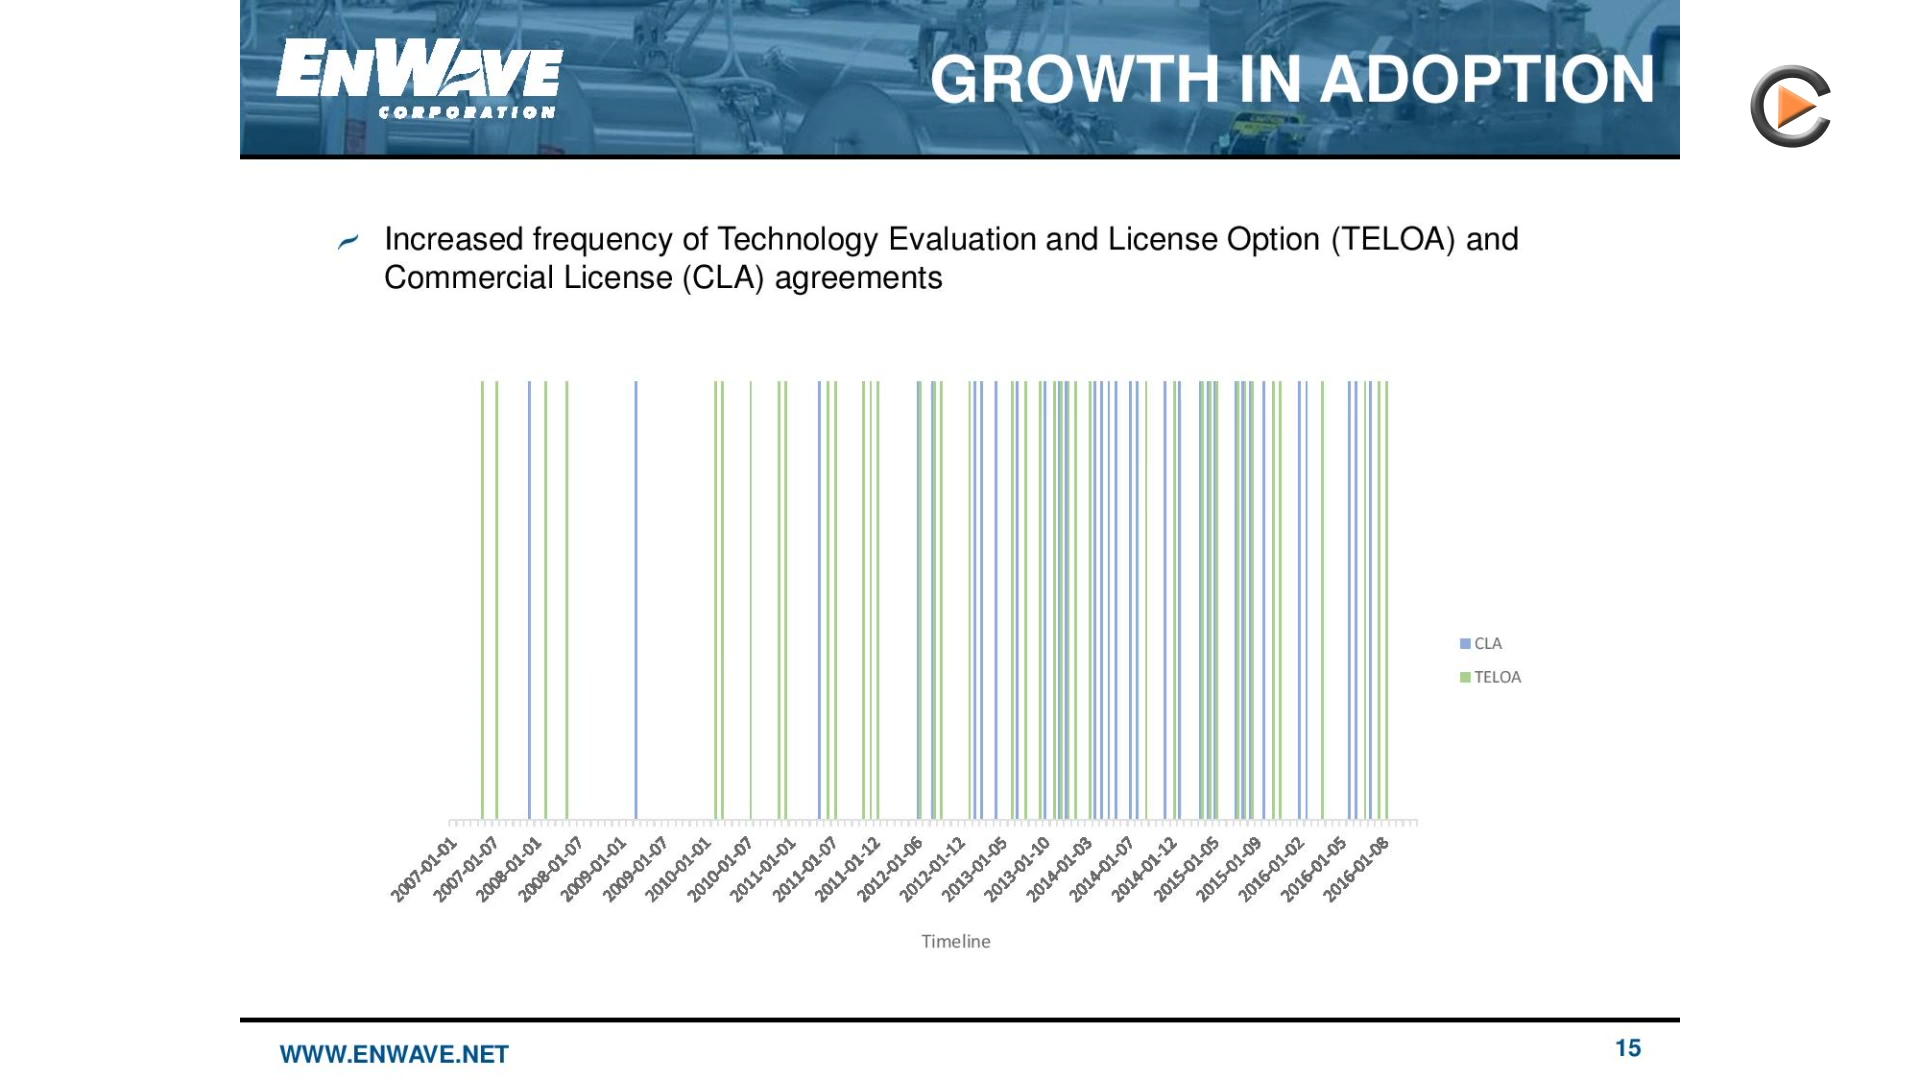 ENWAVE
CORPORATION
GROWTH IN ADOPTION
Increased frequency of Technology Evaluation and License Option (TELOA) and
Commercial License (CLA) agreements
CLA
TELOA
2007-01-01
2007-01-07
2008-01-01
2008-01-07
2009-01-01
2009-01-07
2010-01-01
2010-01-07
2011-01-01
2011-01-07
2011-01-12
2012-01-06
2012-01-12
2013-01-05
2013-01-10
2014-01-03
2014-01-07
2014-01-12
2015-01-05
2015-01-09
2016-01-02
2016-01-05
2016-01-08
Timeline
WWW.ENWAVE.NET
15